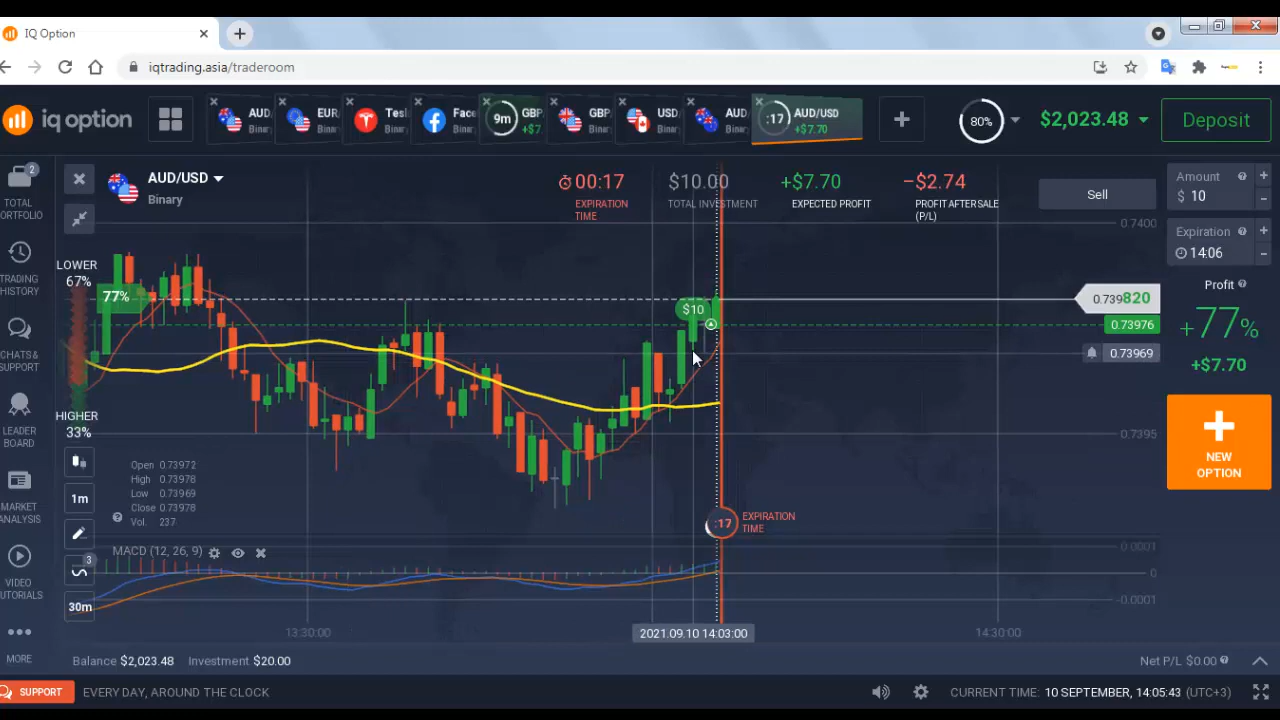 IQ Option
iqtrading.asia/traderoom
iq option
AUD/
Binary
EUR
Binary
Tes
Binar
Face
Binar
9m
GBP
+$7
GBP
Binary
USD/
Binary
AUD
Binary
:17
AUD/USD
+$7.70
80%
$2,023.48
Deposit
2
TOTAL
PORTFOLIO
TRADING
HISTORY
CHATS &
SUPPORT
LEADER
BOARD
MARKET
ANALYSIS
VIDEO
TUTORIALS
MORE
AUD/USD
Binary
00:17
EXPIRATION
TIME
$10.00
TOTAL INVESTMENT
+$7.70
EXPECTED PROFIT
−$2.74
PROFIT AFTER SALE
(P/L)
Sell
Amount
$ 10
Expiration
14:06
Profit
+77%
+$7.70
NEW
OPTION
0.7400
LOWER
67%
77%
0.739820
$10
0.73976
0.73969
HIGHER
33%
0.7395
Open 0.73972
High 0.73978
Low 0.73969
Close 0.73978
Vol. 237
1m
3
30m
:17
EXPIRATION
TIME
MACD (12, 26, 9)
0.0001
0
-0.0001
13:30:00
2021.09.10 14:03:00
14:30:00
Balance $2,023.48 Investment $20.00
Net P/L $0.00
SUPPORT
EVERY DAY, AROUND THE CLOCK
CURRENT TIME: 10 SEPTEMBER, 14:05:43 (UTC+3)